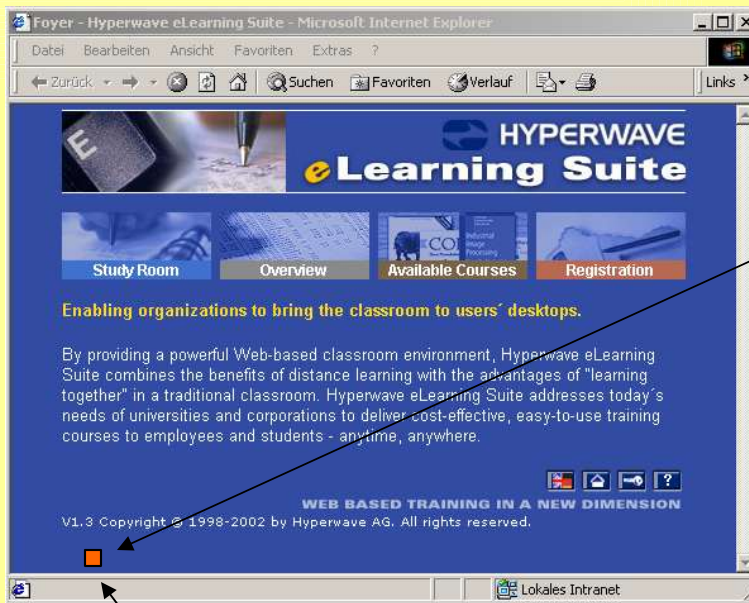 Foyer - Hyperwave eLearning Suite - Microsoft Internet Explorer
Datei Bearbeiten Ansicht Favoriten Extras ?
Zurück Suchen Favoriten Verlauf Links
E
HYPERWAVE
eLearning Suite
COI
Industrial
Image
Processing
Study Room Overview Available Courses Registration
Enabling organizations to bring the classroom to users´ desktops.
By providing a powerful Web-based classroom environment, Hyperwave eLearning
Suite combines the benefits of distance learning with the advantages of "learning
together" in a traditional classroom. Hyperwave eLearning Suite addresses today´s
needs of universities and corporations to deliver cost-effective, easy-to-use training
courses to employees and students - anytime, anywhere.
?
WEB BASED TRAINING IN A NEW DIMENSION
V1.3 Copyright © 1998-2002 by Hyperwave AG. All rights reserved.
Lokales Intranet